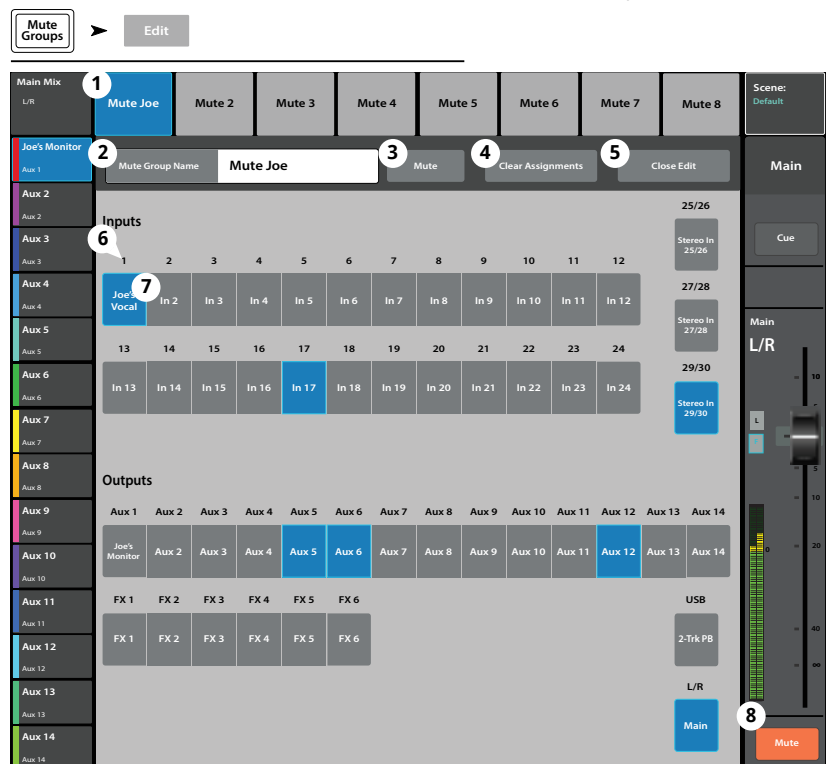 Mute Groups
Edit
Main Mix
L/R
1
Mute Joe
Mute 2
Mute 3
Mute 4
Mute 5
Mute 6
Mute 7
Mute 8
Scene:
Default
Joe's Monitor
Aux 1
Aux 2
Aux 2
Aux 3
Aux 3
Aux 4
Aux 4
Aux 5
Aux 5
Aux 6
Aux 6
Aux 7
Aux 7
Aux 8
Aux 8
Aux 9
Aux 9
Aux 10
Aux 10
Aux 11
Aux 11
Aux 12
Aux 12
Aux 13
Aux 13
Aux 14
Aux 14
2
Mute Group Name
Mute Joe
3
Mute
4
Clear Assignments
5
Close Edit
Inputs
6
1 2 3 4 5 6 7 8 9 10 11 12
7
Joe's Vocal In 2 In 3 In 4 In 5 In 6 In 7 In 8 In 9 In 10 In 11 In 12
13 14 15 16 17 18 19 20 21 22 23 24
In 13 In 14 In 15 In 16 In 17 In 18 In 19 In 20 In 21 In 22 In 23 In 24
25/26
Stereo In
25/26
27/28
Stereo In
27/28
29/30
Stereo In
29/30
Outputs
Aux 1 Aux 2 Aux 3 Aux 4 Aux 5 Aux 6 Aux 7 Aux 8 Aux 9 Aux 10 Aux 11 Aux 12 Aux 13 Aux 14
Joe's Monitor Aux 2 Aux 3 Aux 4 Aux 5 Aux 6 Aux 7 Aux 8 Aux 9 Aux 10 Aux 11 Aux 12 Aux 13 Aux 14
FX 1 FX 2 FX 3 FX 4 FX 5 FX 6
FX 1 FX 2 FX 3 FX 4 FX 5 FX 6
USB
2-Trk PB
L/R
Main
Main
Cue
Main
L/R
10
L
5
10
0
20
40
∞
8
Mute